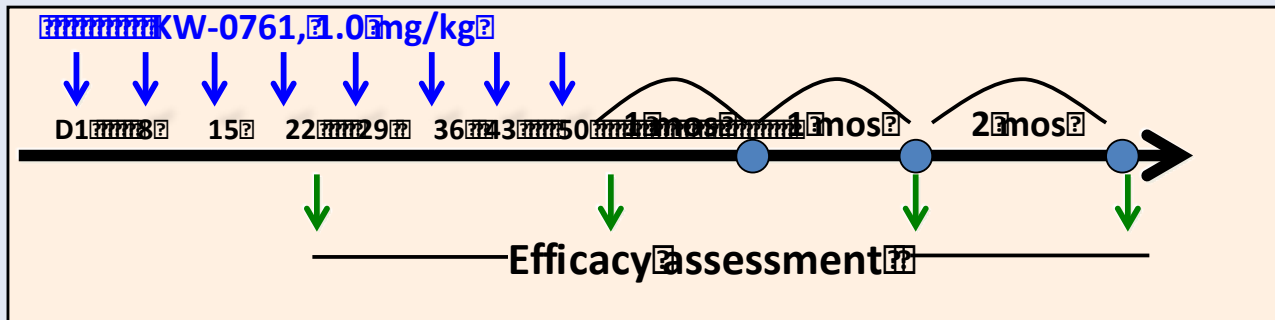 KW-0761, 1.0 mg/kg
D1 8 15 22 29 36 43 50 1 mos 1 mos 2 mos
Efficacy assessment